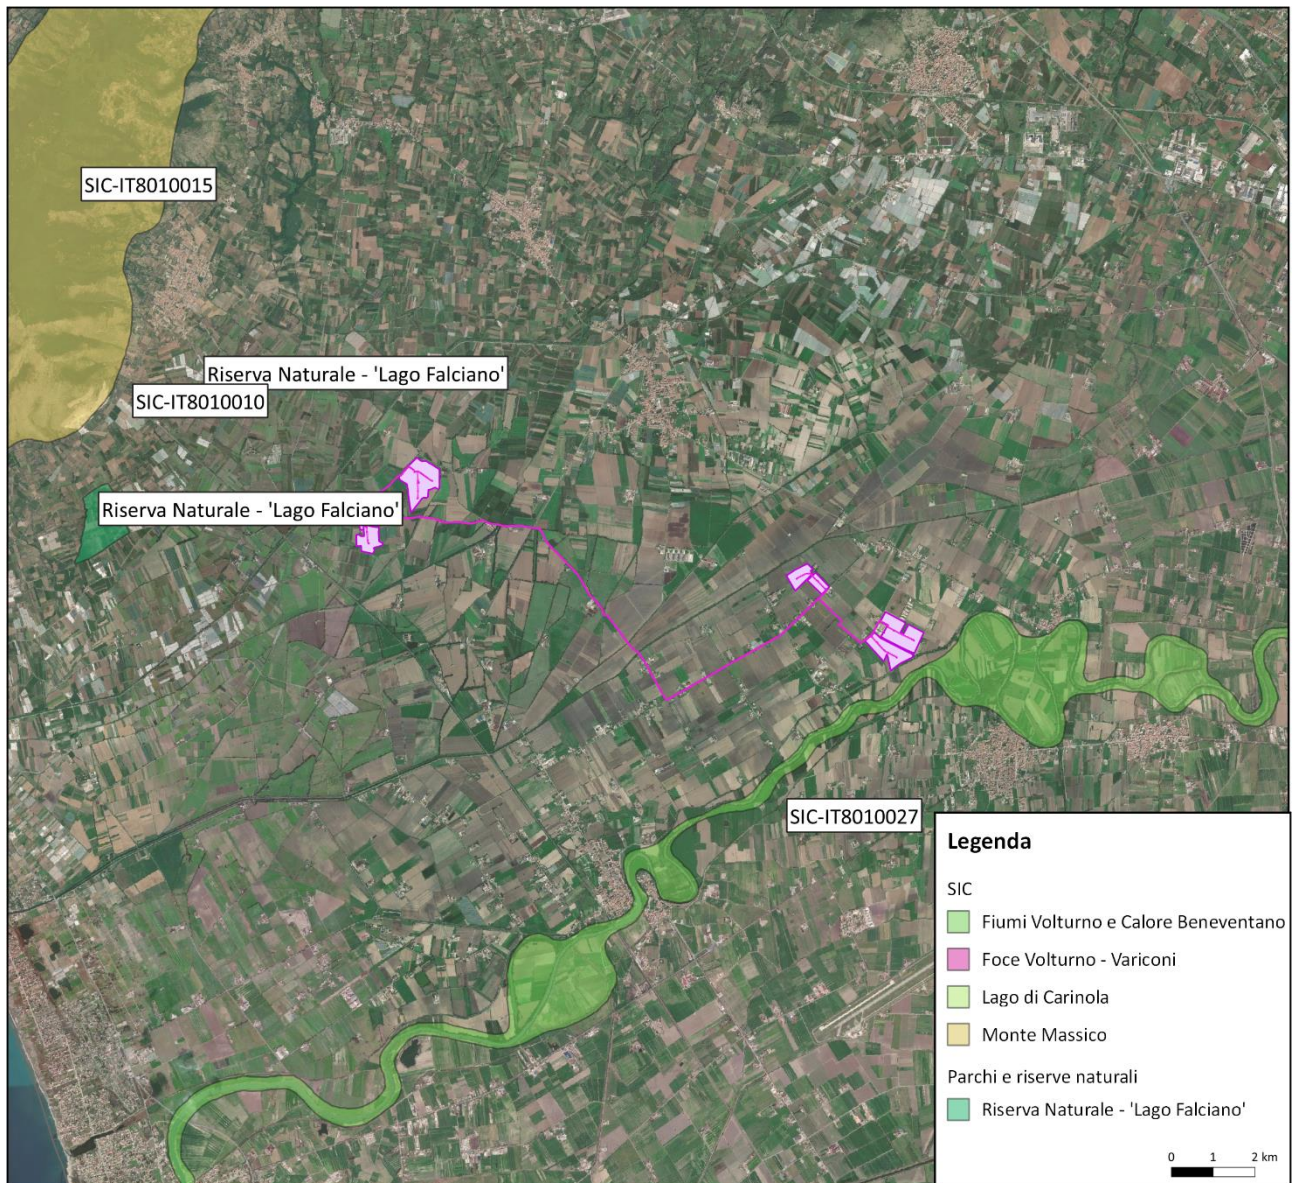 SIC-IT8010015
Riserva Naturale - 'Lago Falciano'
SIC-IT8010010
Riserva Naturale - 'Lago Falciano'
SIC-IT8010027
Legenda
SIC
Fiumi Volturno e Calore Beneventano
Foce Volturno - Variconi
Lago di Carinola
Monte Massico
Parchi e riserve naturali
Riserva Naturale - 'Lago Falciano'
0 1 2 km